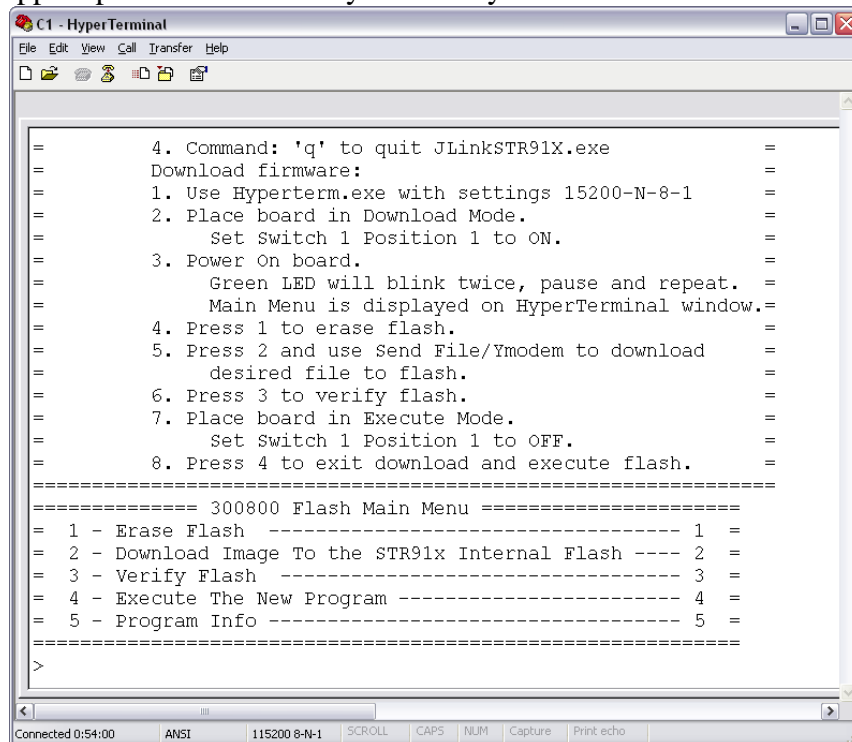 C1 - HyperTerminal
File Edit View Call Transfer Help
= 4. Command: 'q' to quit JLinkSTR91X.exe =
= Download firmware: =
= 1. Use Hyperterm.exe with settings 15200-N-8-1 =
= 2. Place board in Download Mode. =
= Set Switch 1 Position 1 to ON. =
= 3. Power On board. =
= Green LED will blink twice, pause and repeat. =
= Main Menu is displayed on HyperTerminal window.=
= 4. Press 1 to erase flash. =
= 5. Press 2 and use Send File/Ymodem to download =
= desired file to flash. =
= 6. Press 3 to verify flash. =
= 7. Place board in Execute Mode. =
= Set Switch 1 Position 1 to OFF. =
= 8. Press 4 to exit download and execute flash. =
===============================================================
============== 300800 Flash Main Menu ======================
= 1 - Erase Flash ----------------------------------- 1 =
= 2 - Download Image To the STR91x Internal Flash ---- 2 =
= 3 - Verify Flash ---------------------------------- 3 =
= 4 - Execute The New Program ------------------------ 4 =
= 5 - Program Info ----------------------------------- 5 =
============================================================
>
Connected 0:54:00 ANSI 115200 8-N-1 SCROLL CAPS NUM Capture Print echo